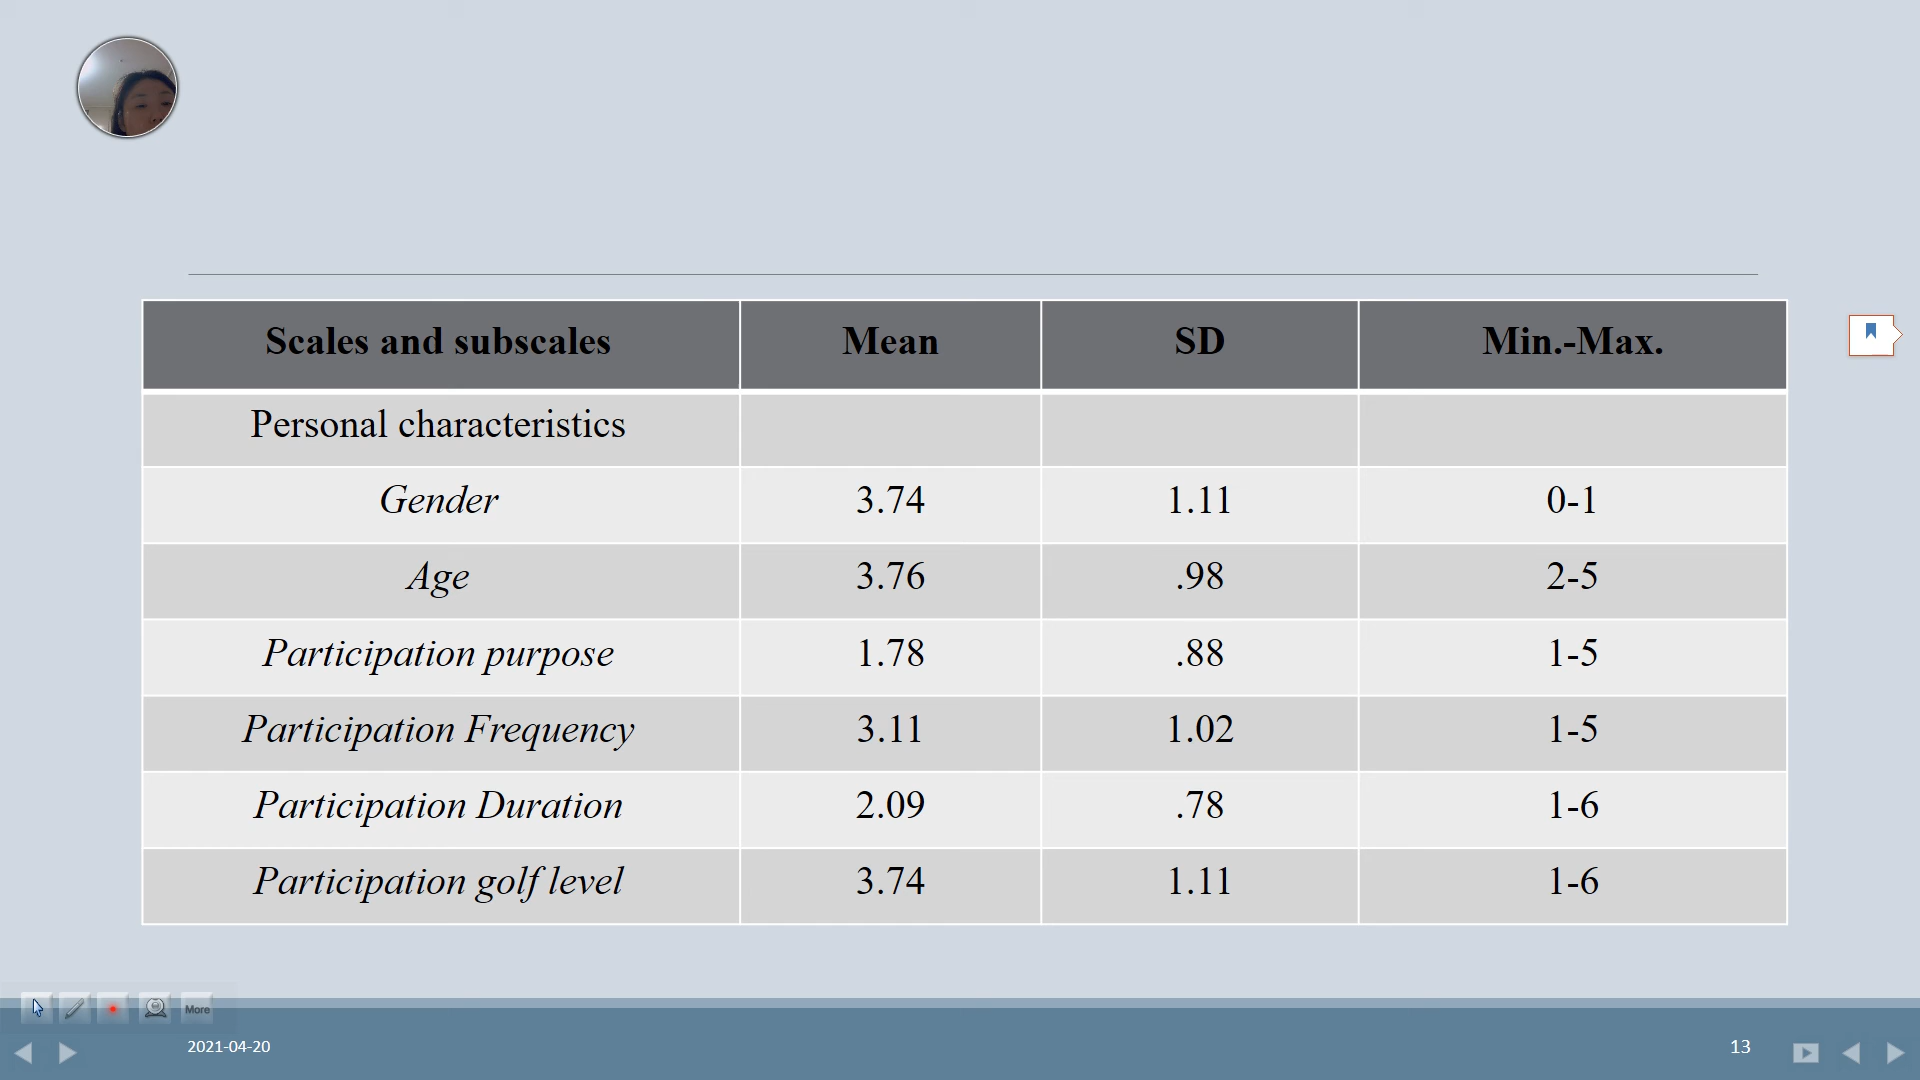 Scales and subscales Mean SD Min.-Max.
Personal characteristics
Gender 3.74 1.11 0-1
Age 3.76 .98 2-5
Participation purpose 1.78 .88 1-5
Participation Frequency 3.11 1.02 1-5
Participation Duration 2.09 .78 1-6
Participation golf level 3.74 1.11 1-6
More
2021-04-20 13